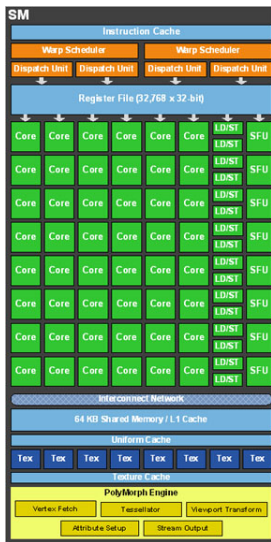 SM
Instruction Cache
Warp Scheduler Warp Scheduler
Dispatch Unit Dispatch Unit Dispatch Unit Dispatch Unit
Register File (32,768 x 32-bit)
Core Core Core Core Core Core LD/ST SFU
LD/ST
Core Core Core Core Core Core LD/ST SFU
LD/ST
Core Core Core Core Core Core LD/ST SFU
LD/ST
Core Core Core Core Core Core LD/ST SFU
LD/ST
Core Core Core Core Core Core LD/ST SFU
LD/ST
Core Core Core Core Core Core LD/ST SFU
LD/ST
Core Core Core Core Core Core LD/ST SFU
LD/ST
Core Core Core Core Core Core LD/ST SFU
LD/ST
Interconnect Network
64 KB Shared Memory / L1 Cache
Uniform Cache
Tex Tex Tex Tex Tex Tex Tex Tex
Texture Cache
PolyMorph Engine
Vertex Fetch Tessellator Viewport Transform
Attribute Setup Stream Output